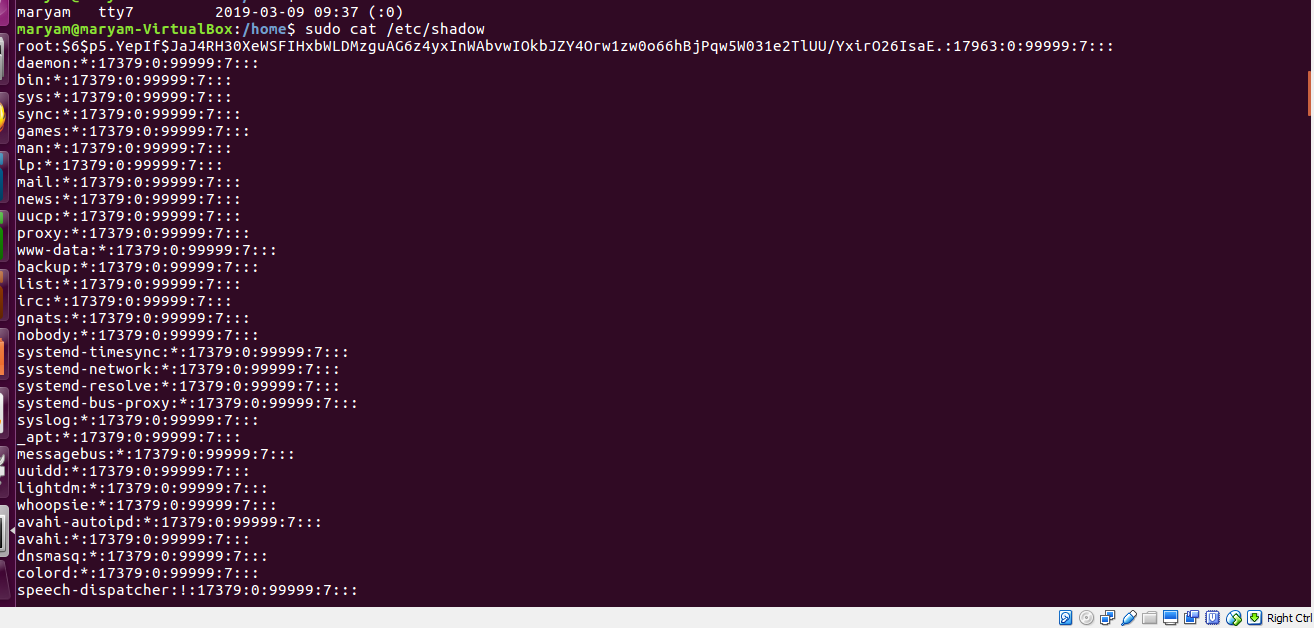 maryam   tty7         2019-03-09 09:37 (:0)
maryam@maryam-VirtualBox:/home$ sudo cat /etc/shadow
root:$6$p5.YepIf$JaJ4RH30XeWSFIHxbWLDMzguAG6z4yxInWAbvwIOkbJZY4Orw1zw0o66hBjPqw5W031e2TlUU/YxirO26IsaE.:17963:0:99999:7:::
daemon:*:17379:0:99999:7:::
bin:*:17379:0:99999:7:::
sys:*:17379:0:99999:7:::
sync:*:17379:0:99999:7:::
games:*:17379:0:99999:7:::
man:*:17379:0:99999:7:::
lp:*:17379:0:99999:7:::
mail:*:17379:0:99999:7:::
news:*:17379:0:99999:7:::
uucp:*:17379:0:99999:7:::
proxy:*:17379:0:99999:7:::
www-data:*:17379:0:99999:7:::
backup:*:17379:0:99999:7:::
list:*:17379:0:99999:7:::
irc:*:17379:0:99999:7:::
gnats:*:17379:0:99999:7:::
nobody:*:17379:0:99999:7:::
systemd-timesync:*:17379:0:99999:7:::
systemd-network:*:17379:0:99999:7:::
systemd-resolve:*:17379:0:99999:7:::
systemd-bus-proxy:*:17379:0:99999:7:::
syslog:*:17379:0:99999:7:::
_apt:*:17379:0:99999:7:::
messagebus:*:17379:0:99999:7:::
uuidd:*:17379:0:99999:7:::
lightdm:*:17379:0:99999:7:::
whoopsie:*:17379:0:99999:7:::
avahi-autoipd:*:17379:0:99999:7:::
avahi:*:17379:0:99999:7:::
dnsmasq:*:17379:0:99999:7:::
colord:*:17379:0:99999:7:::
speech-dispatcher:!:17379:0:99999:7:::
Right Ctrl